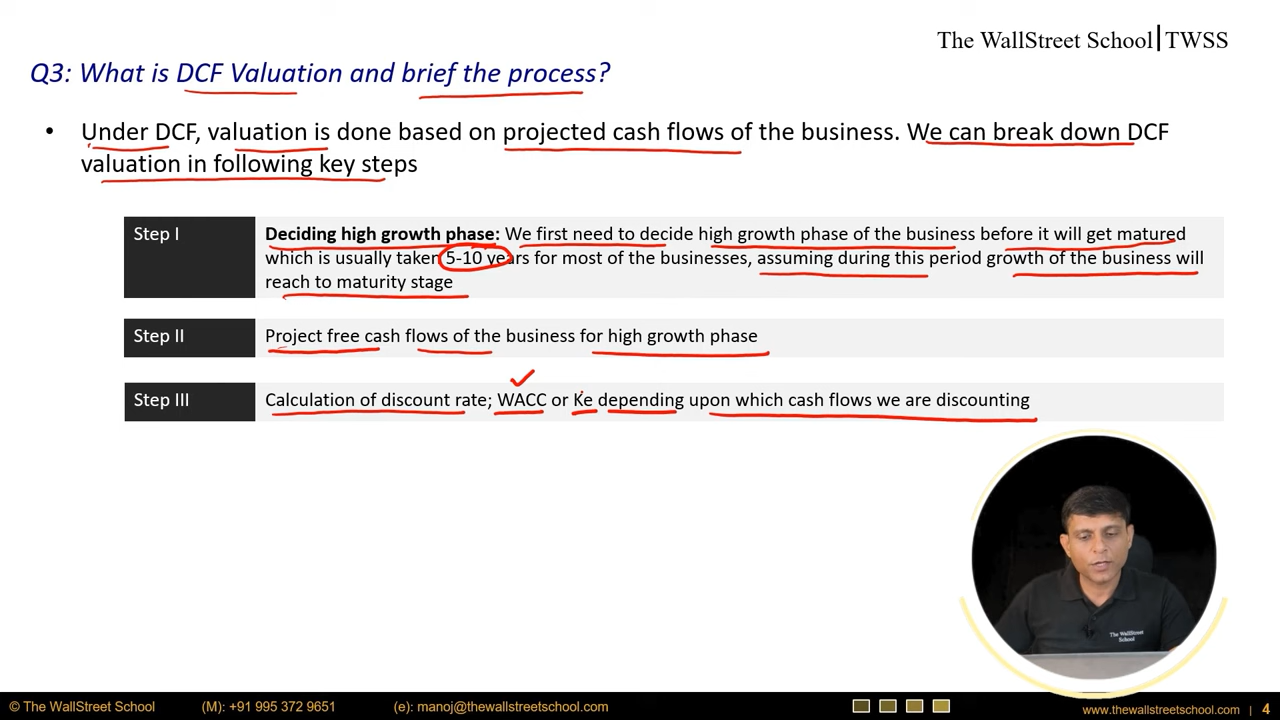 The WallStreet School|TWSS
Q3: What is DCF Valuation and brief the process?
• Under DCF, valuation is done based on projected cash flows of the business. We can break down DCF
valuation in following key steps
Step I
Deciding high growth phase: We first need to decide high growth phase of the business before it will get matured
which is usually taken 5-10 years for most of the businesses, assuming during this period growth of the business will
reach to maturity stage
Step II
Project free cash flows of the business for high growth phase
Step III
Calculation of discount rate; WACC or Ke depending upon which cash flows we are discounting
The WallStreet
School
© The WallStreet School (M): +91 995 372 9651 (e): manoj@thewallstreetschool.com www.thewallstreetschool.com | 4